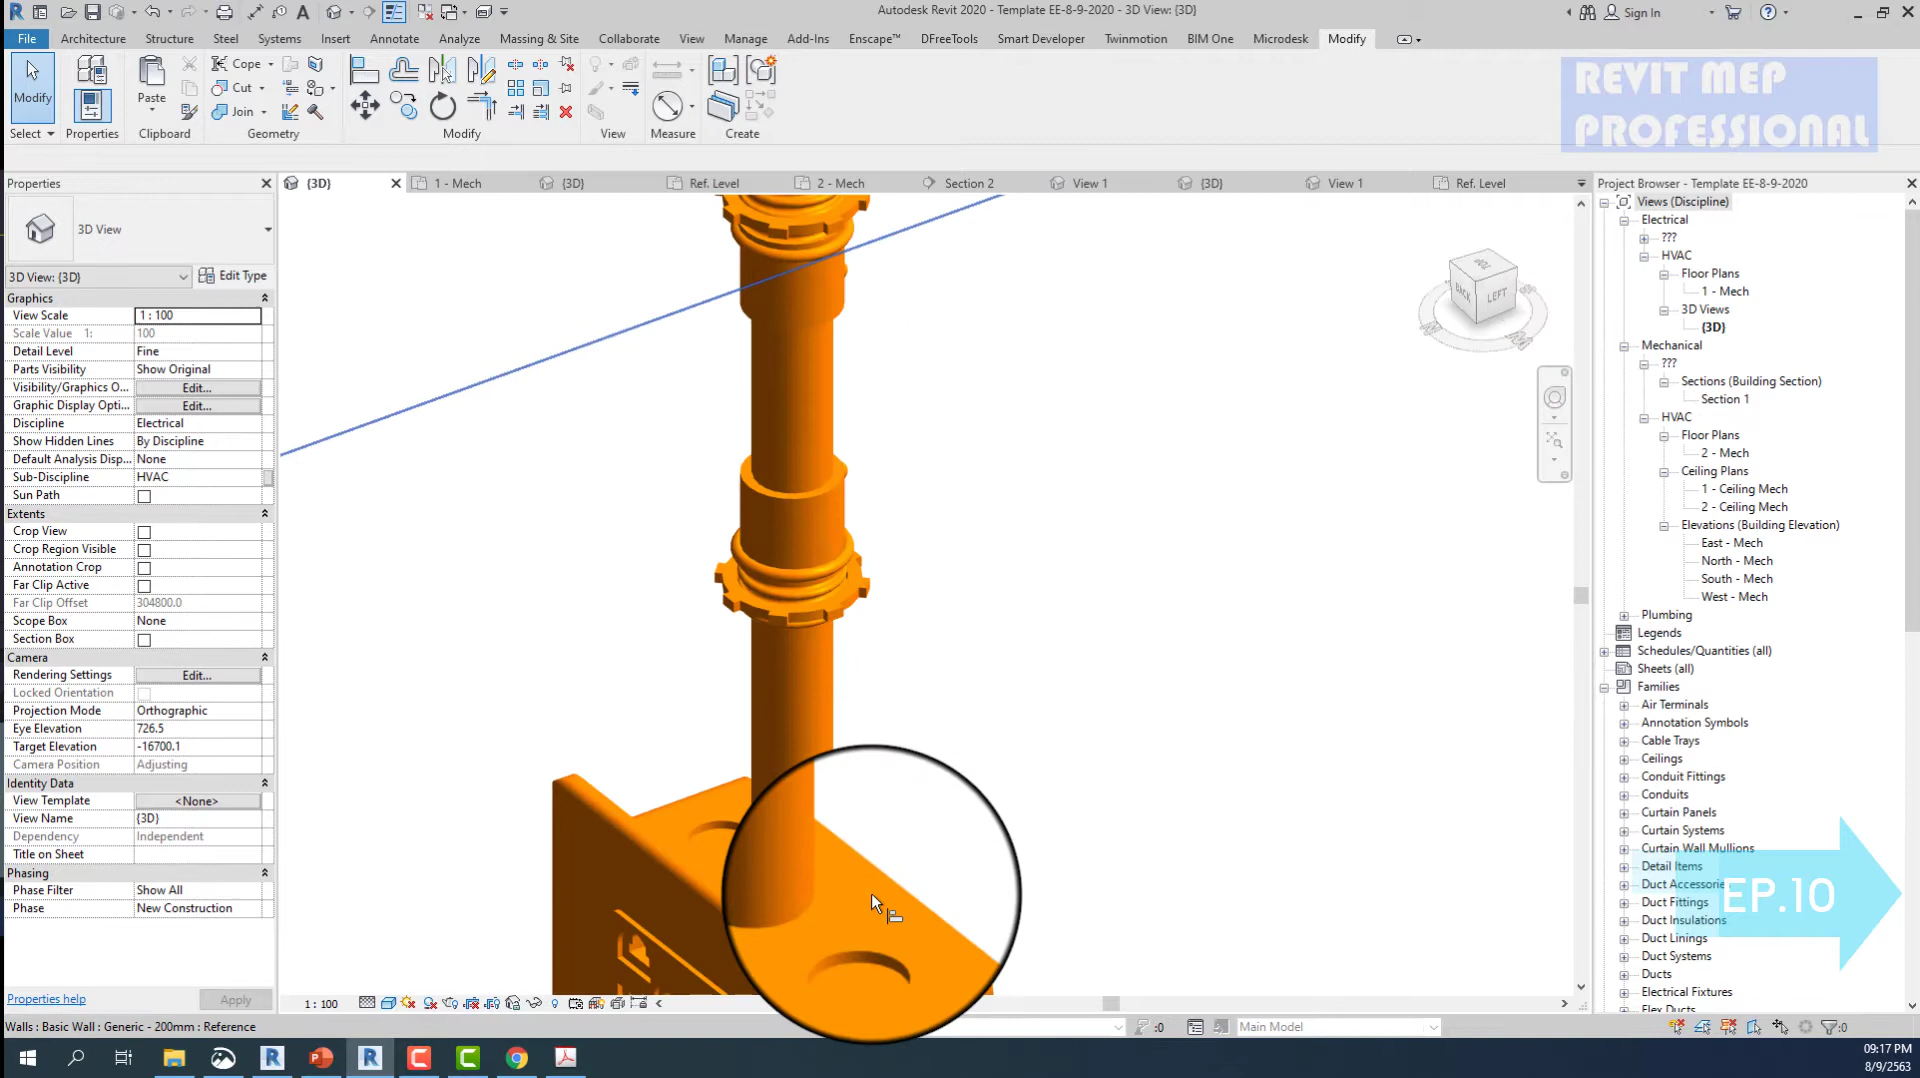 Autodesk Revit 2020 - Template EE-8-9-2020 - 3D View: {3D}
Sign In
File Architecture Structure Steel Systems Insert Annotate Analyze Massing & Site Collaborate View Manage Add-Ins Enscape™ DFreeTools Smart Developer Twinmotion BIM One Microdesk Modify
Modify
Paste
Cope
Cut
Join
Select Properties Clipboard Geometry Modify View Measure Create
REVIT MEP
PROFESSIONAL
Properties
{3D} 1 - Mech {3D} Ref. Level 2 - Mech Section 2 View 1 {3D} View 1 Ref. Level
3D View
3D View: {3D} Edit Type
Graphics
View Scale 1 : 100
Scale Value 1: 100
Detail Level Fine
Parts Visibility Show Original
Visibility/Graphics O... Edit...
Graphic Display Opti... Edit...
Discipline Electrical
Show Hidden Lines By Discipline
Default Analysis Disp... None
Sub-Discipline HVAC
Sun Path
Extents
Crop View
Crop Region Visible
Annotation Crop
Far Clip Active
Far Clip Offset 304800.0
Scope Box None
Section Box
Camera
Rendering Settings Edit...
Locked Orientation
Projection Mode Orthographic
Eye Elevation 726.5
Target Elevation -16700.1
Camera Position Adjusting
Identity Data
View Template <None>
View Name {3D}
Dependency Independent
Title on Sheet
Phasing
Phase Filter Show All
Phase New Construction
Properties help Apply
TOP
BACK LEFT
Project Browser - Template EE-8-9-2020
Views (Discipline)
Electrical
???
HVAC
Floor Plans
1 - Mech
3D Views
{3D}
Mechanical
???
Sections (Building Section)
Section 1
HVAC
Floor Plans
2 - Mech
Ceiling Plans
1 - Ceiling Mech
2 - Ceiling Mech
Elevations (Building Elevation)
East - Mech
North - Mech
South - Mech
West - Mech
Plumbing
Legends
Schedules/Quantities (all)
Sheets (all)
Families
Air Terminals
Annotation Symbols
Cable Trays
Ceilings
Conduit Fittings
Conduits
Curtain Panels
Curtain Systems
Curtain Wall Mullions
Detail Items
Duct Accessories
Duct Fittings
Duct Insulations
Duct Linings
Duct Systems
Ducts
Electrical Fixtures
Flex Ducts
EP.10
1 : 100
Walls : Basic Wall : Generic - 200mm : Reference
:0
Main Model
:0
09:17 PM
8/9/2563